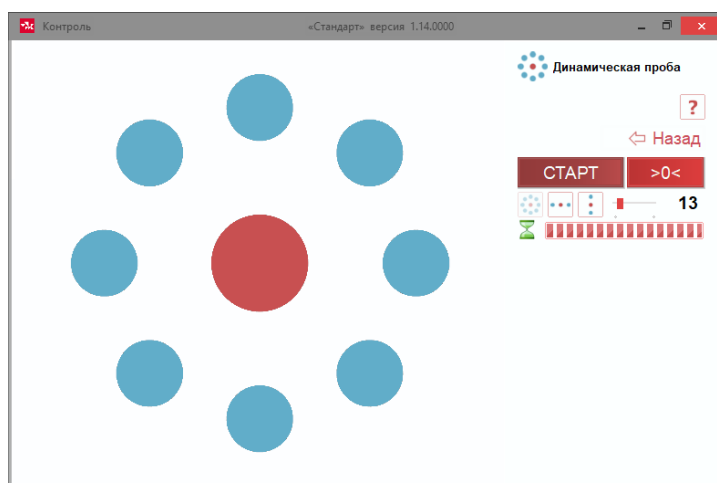 Контроль
«Стандарт» версия 1.14.0000
Динамическая проба
?
Назад
СТАРТ
>0<
13